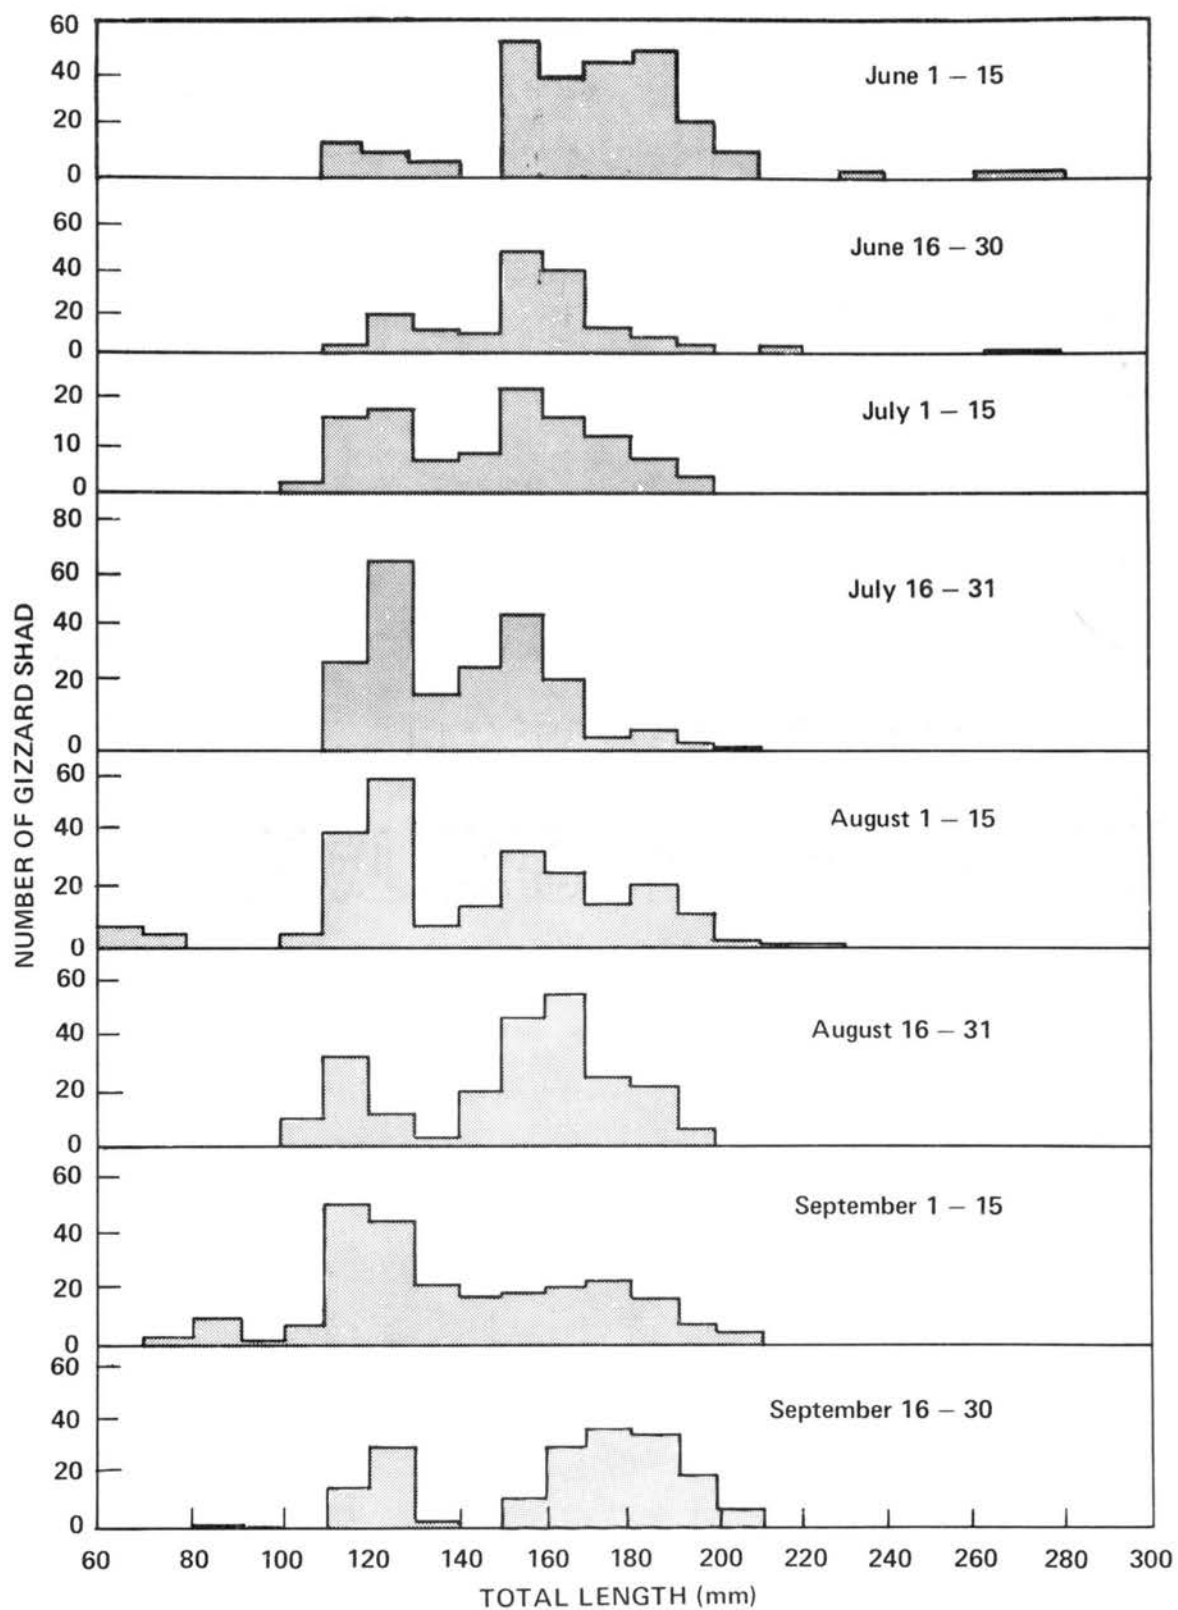 60
40
20
0
June 1 – 15
60
40
20
0
June 16 – 30
20
10
0
July 1 – 15
80
60
40
20
0
July 16 – 31
60
40
20
0
August 1 – 15
60
40
20
0
August 16 – 31
60
40
20
0
September 1 – 15
60
40
20
0
September 16 – 30
NUMBER OF GIZZARD SHAD
60 80 100 120 140 160 180 200 220 240 260 280 300
TOTAL LENGTH (mm)